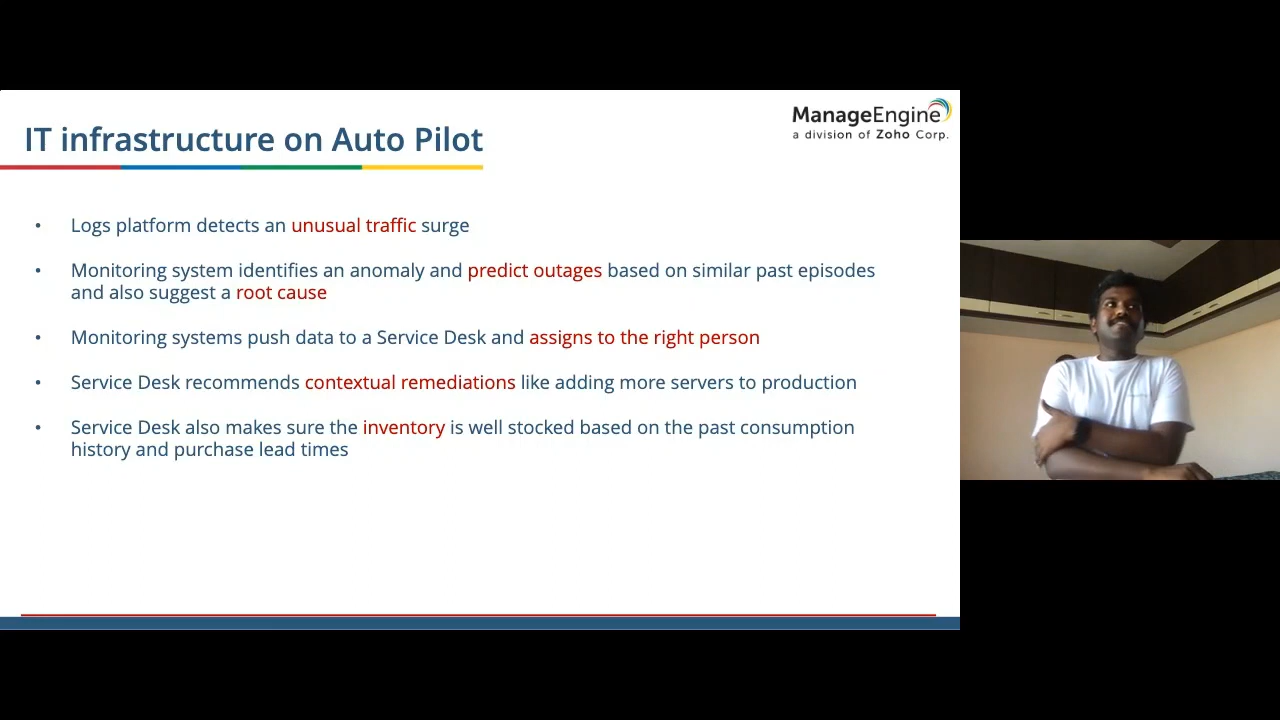 IT infrastructure on Auto Pilot
ManageEngine
a division of Zoho Corp.
• Logs platform detects an unusual traffic surge
• Monitoring system identifies an anomaly and predict outages based on similar past episodes
and also suggest a root cause
• Monitoring systems push data to a Service Desk and assigns to the right person
• Service Desk recommends contextual remediations like adding more servers to production
• Service Desk also makes sure the inventory is well stocked based on the past consumption
history and purchase lead times